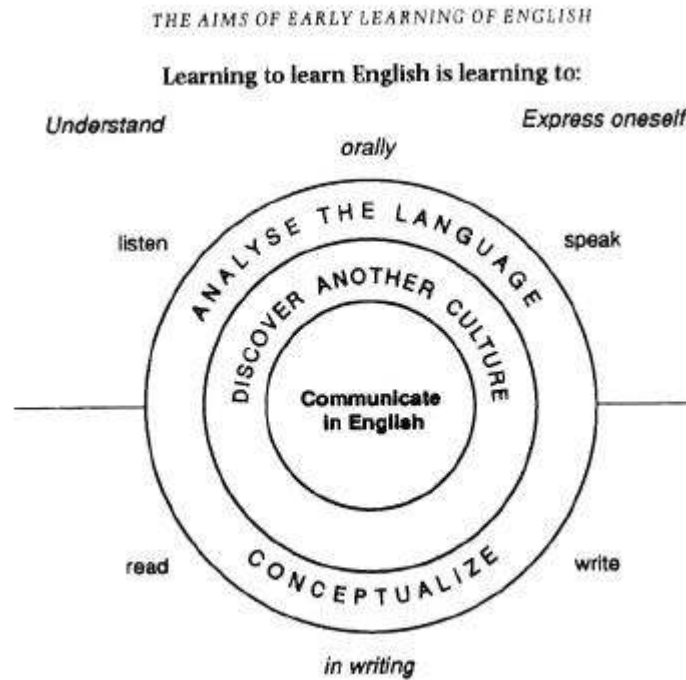 THE AIMS OF EARLY LEARNING OF ENGLISH
Learning to learn English is learning to:
Understand
Express oneself
orally
listen
ANALYSE THE LANGUAGE
speak
DISCOVER ANOTHER CULTURE
Communicate
in English
read
CONCEPTUALIZE
write
in writing